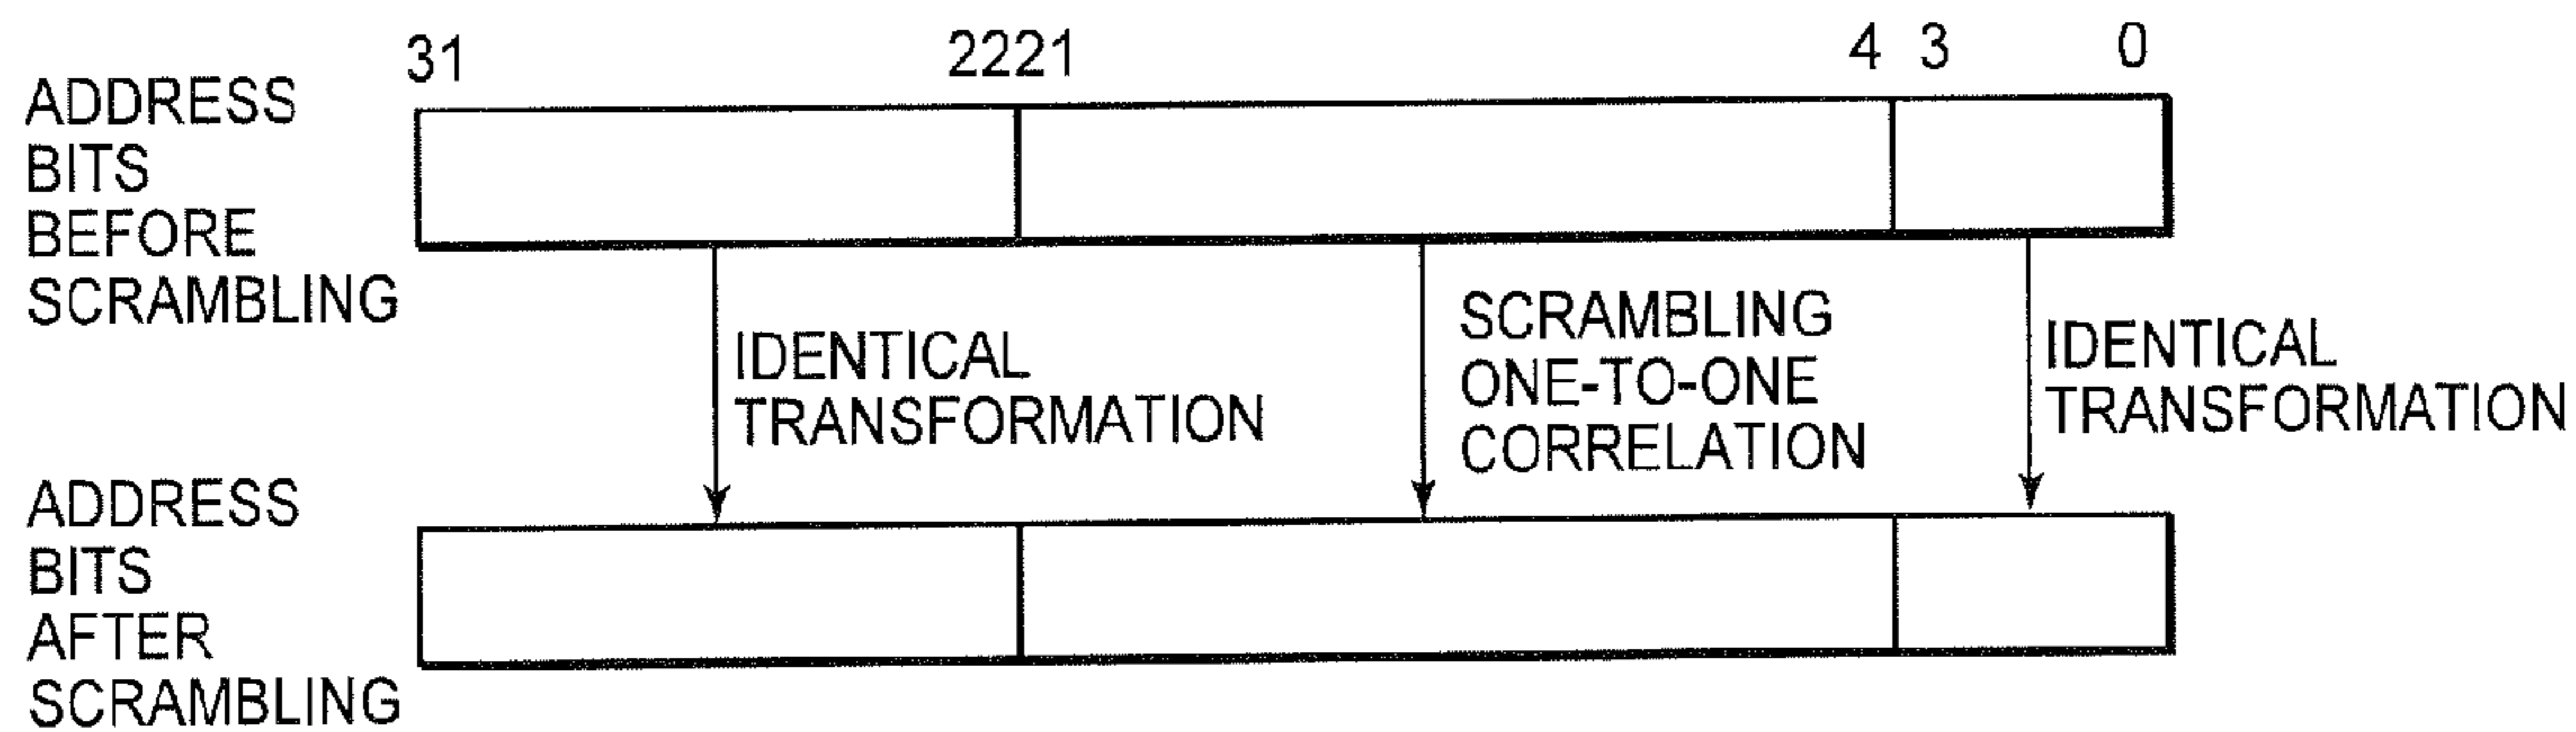 31 2221 4 3 0
ADDRESS
BITS
BEFORE
SCRAMBLING
IDENTICAL
TRANSFORMATION
SCRAMBLING
ONE-TO-ONE
CORRELATION
IDENTICAL
TRANSFORMATION
ADDRESS
BITS
AFTER
SCRAMBLING